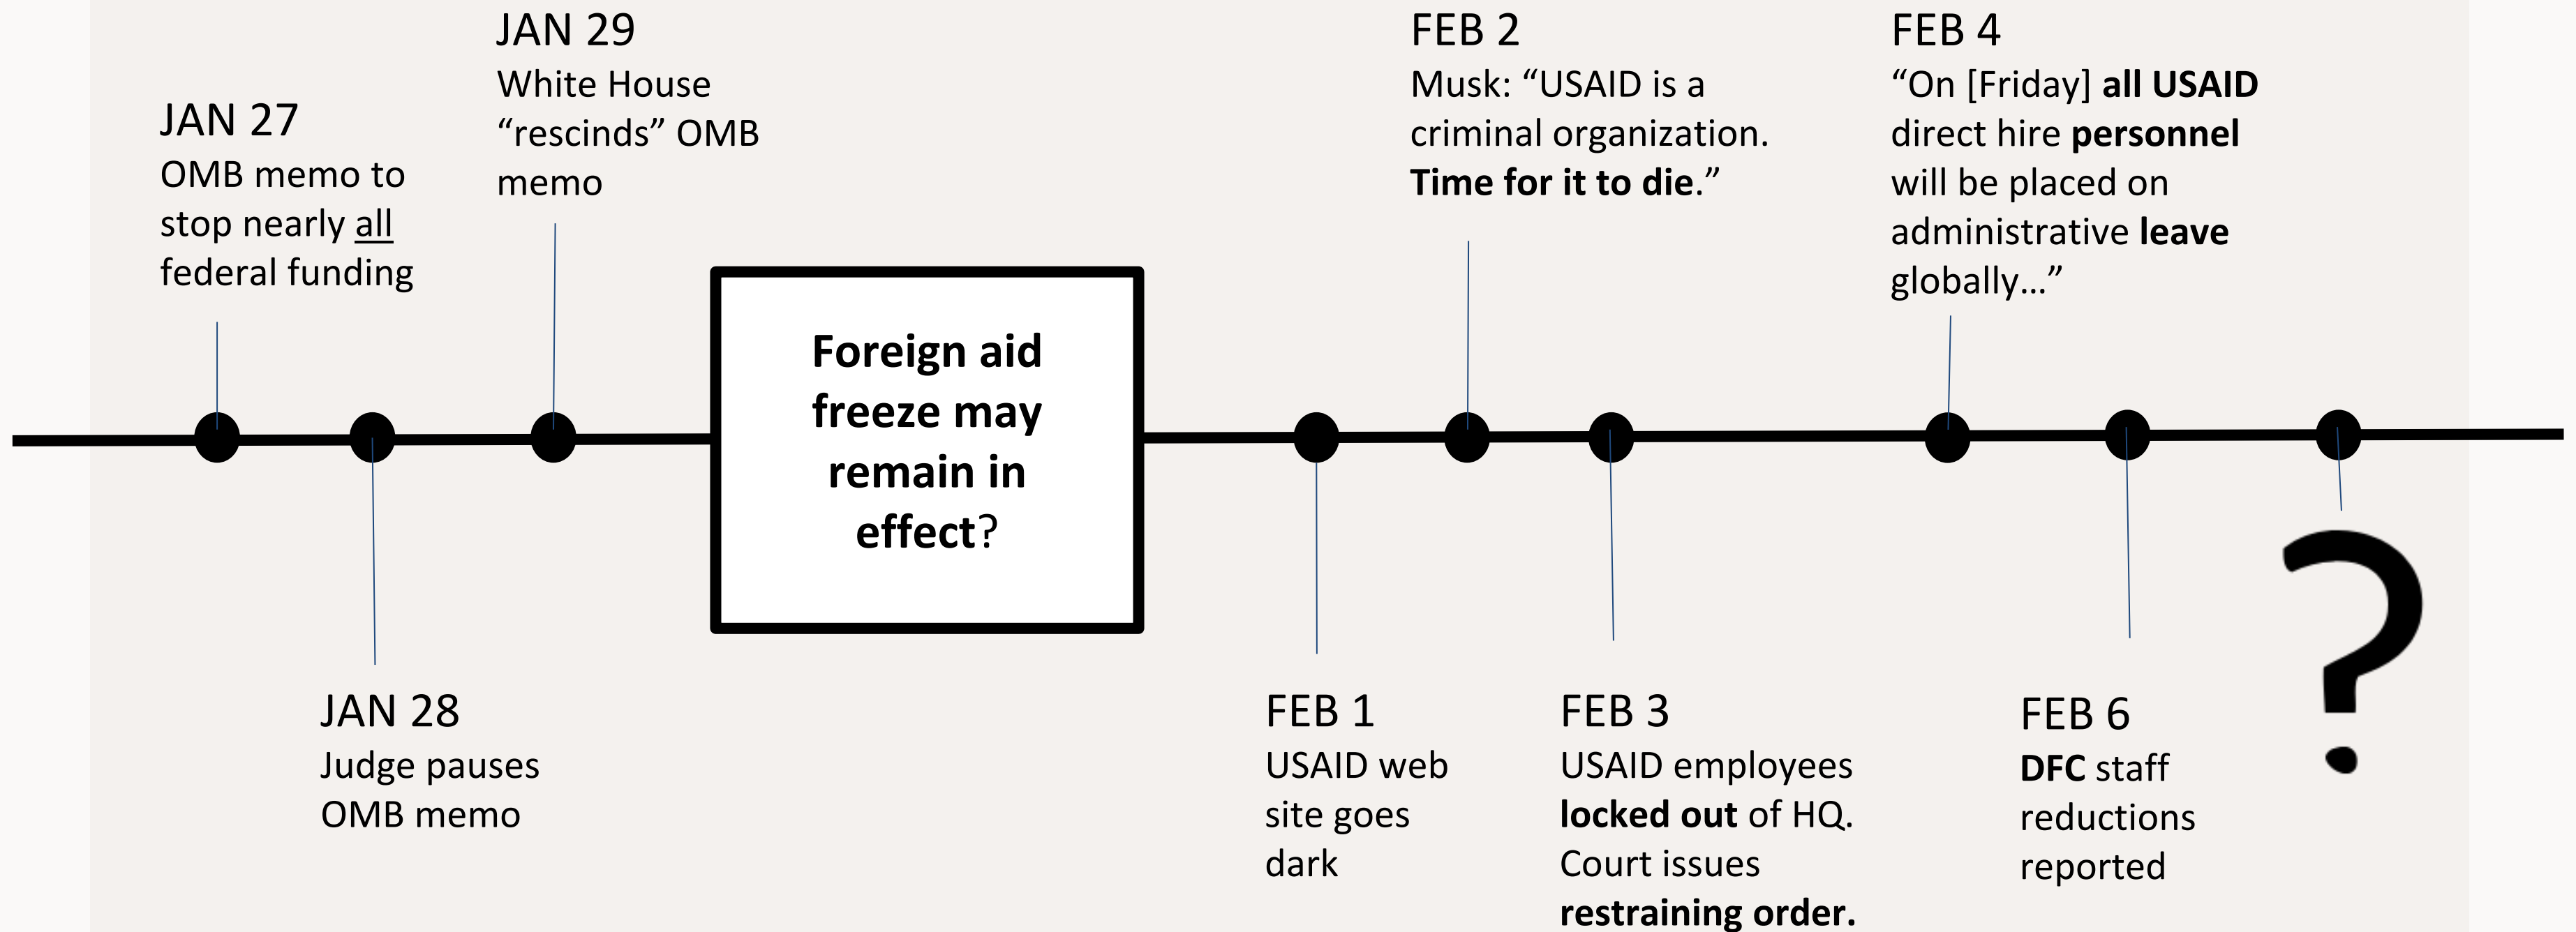 JAN 27
OMB memo to
stop nearly all
federal funding
JAN 28
Judge pauses
OMB memo
JAN 29
White House
“rescinds” OMB
memo
Foreign aid
freeze may
remain in
effect?
FEB 1
USAID web
site goes
dark
FEB 2
Musk: “USAID is a
criminal organization.
Time for it to die.”
FEB 3
USAID employees
locked out of HQ.
Court issues
restraining order.
FEB 4
“On [Friday] all USAID
direct hire personnel
will be placed on
administrative leave
globally…”
FEB 6
DFC staff
reductions
reported
?